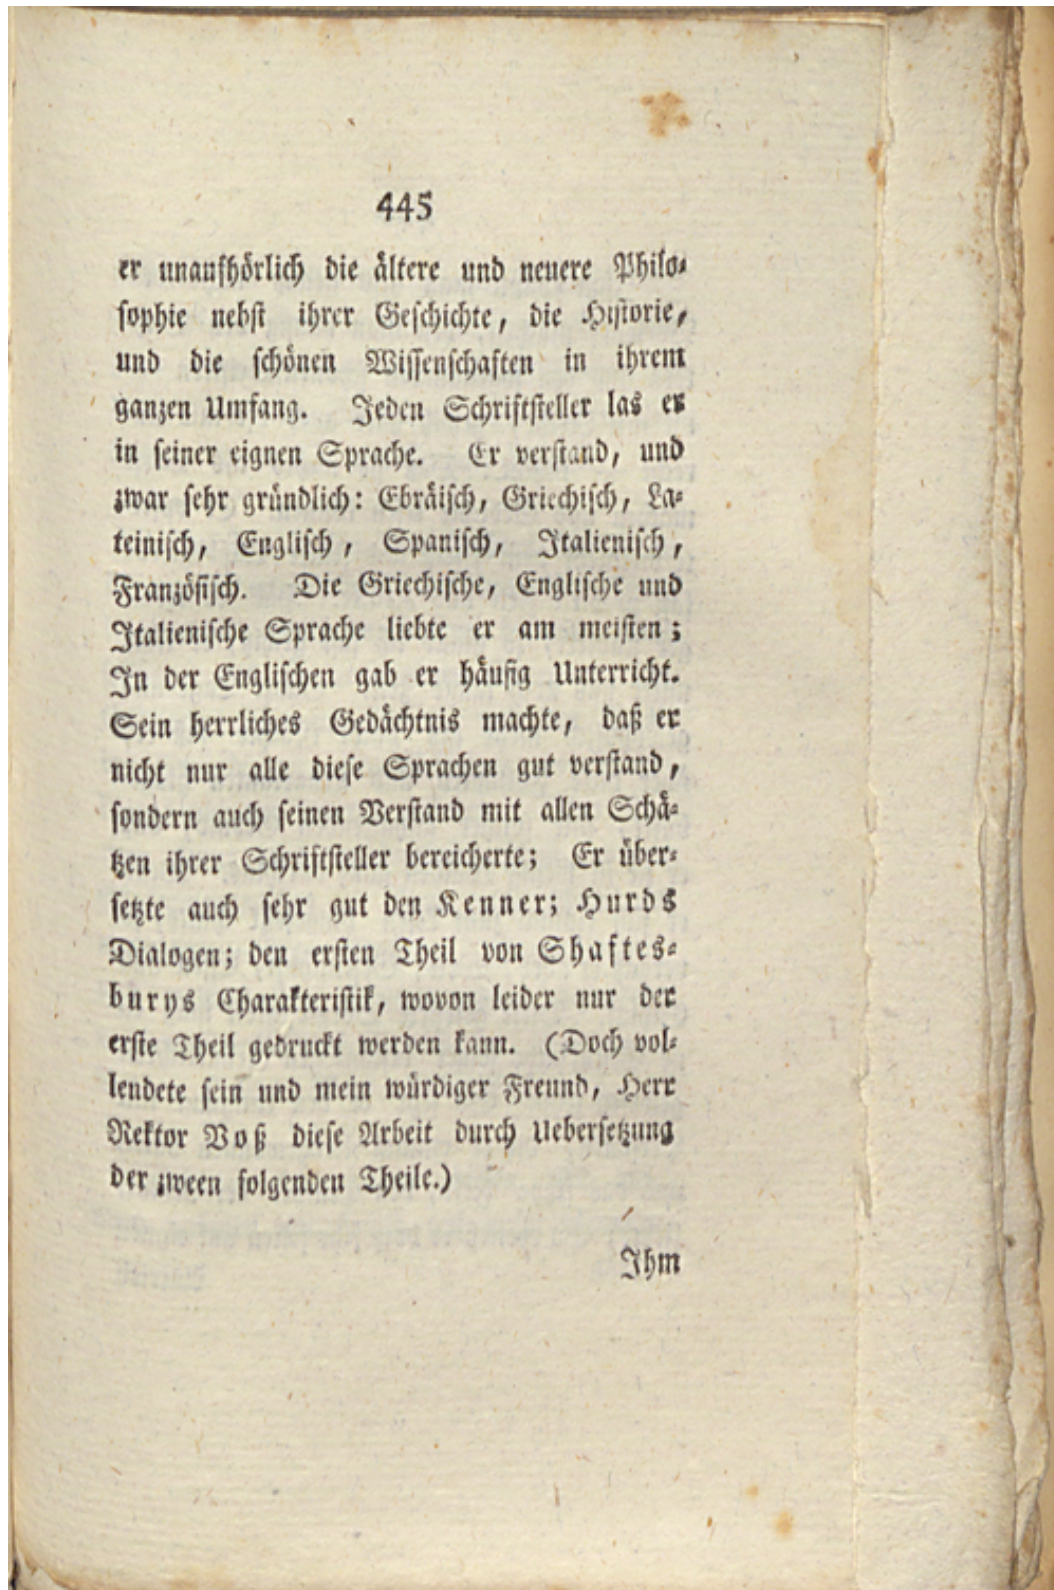 445
er unaufhörlich die ältere und neuere Philo-
sophie nebst ihrer Geschichte, die Historie,
und die schönen Wissenschaften in ihrem
ganzen Umfang. Jeden Schriftsteller las er
in seiner eignen Sprache. Er verstand, und
zwar sehr gründlich: Ebräisch, Griechisch, La-
teinisch, Englisch, Spanisch, Italienisch,
Französisch. Die Griechische, Englische und
Italienische Sprache liebte er am meisten;
In der Englischen gab er häufig Unterricht.
Sein herrliches Gedächtnis machte, daß er
nicht nur alle diese Sprachen gut verstand,
sondern auch seinen Verstand mit allen Schä-
tzen ihrer Schriftsteller bereicherte; Er über-
setzte auch sehr gut den Kenner; Hurds
Dialogen; den ersten Theil von Shaftes-
burys Charakteristik, wovon leider nur der
erste Theil gedruckt werden kann. (Doch vol-
lendete sein und mein würdiger Freund, Herr
Rektor Voß diese Arbeit durch Uebersetzung
der zween folgenden Theile.)
Ihm